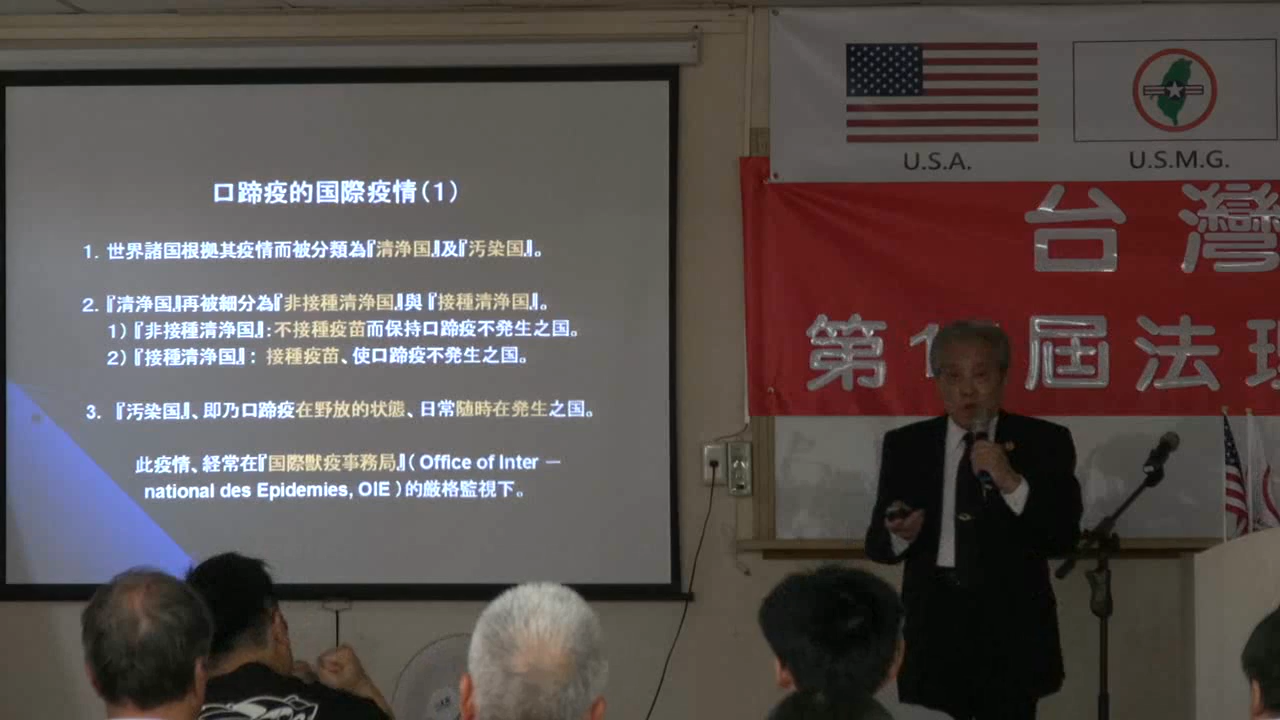 口蹄疫的国際疫情(1)
1. 世界諸国根拠其疫情而被分類為『清浄国』及『汚染国』。
2. 『清浄国』再被細分為『非接種清浄国』與『接種清浄国』。
1)『非接種清浄国』:不接種疫苗而保持口蹄疫不発生之国。
2)『接種清浄国』: 接種疫苗、使口蹄疫不発生之国。
3. 『汚染国』、即乃口蹄疫在野放的状態、日常随時在発生之国。
此疫情、経常在『国際獣疫事務局』( Office of Inter —
national des Epidemies, OIE )的厳格監視下。
U.S.A.
U.S.M.G.
台灣
第 屆法